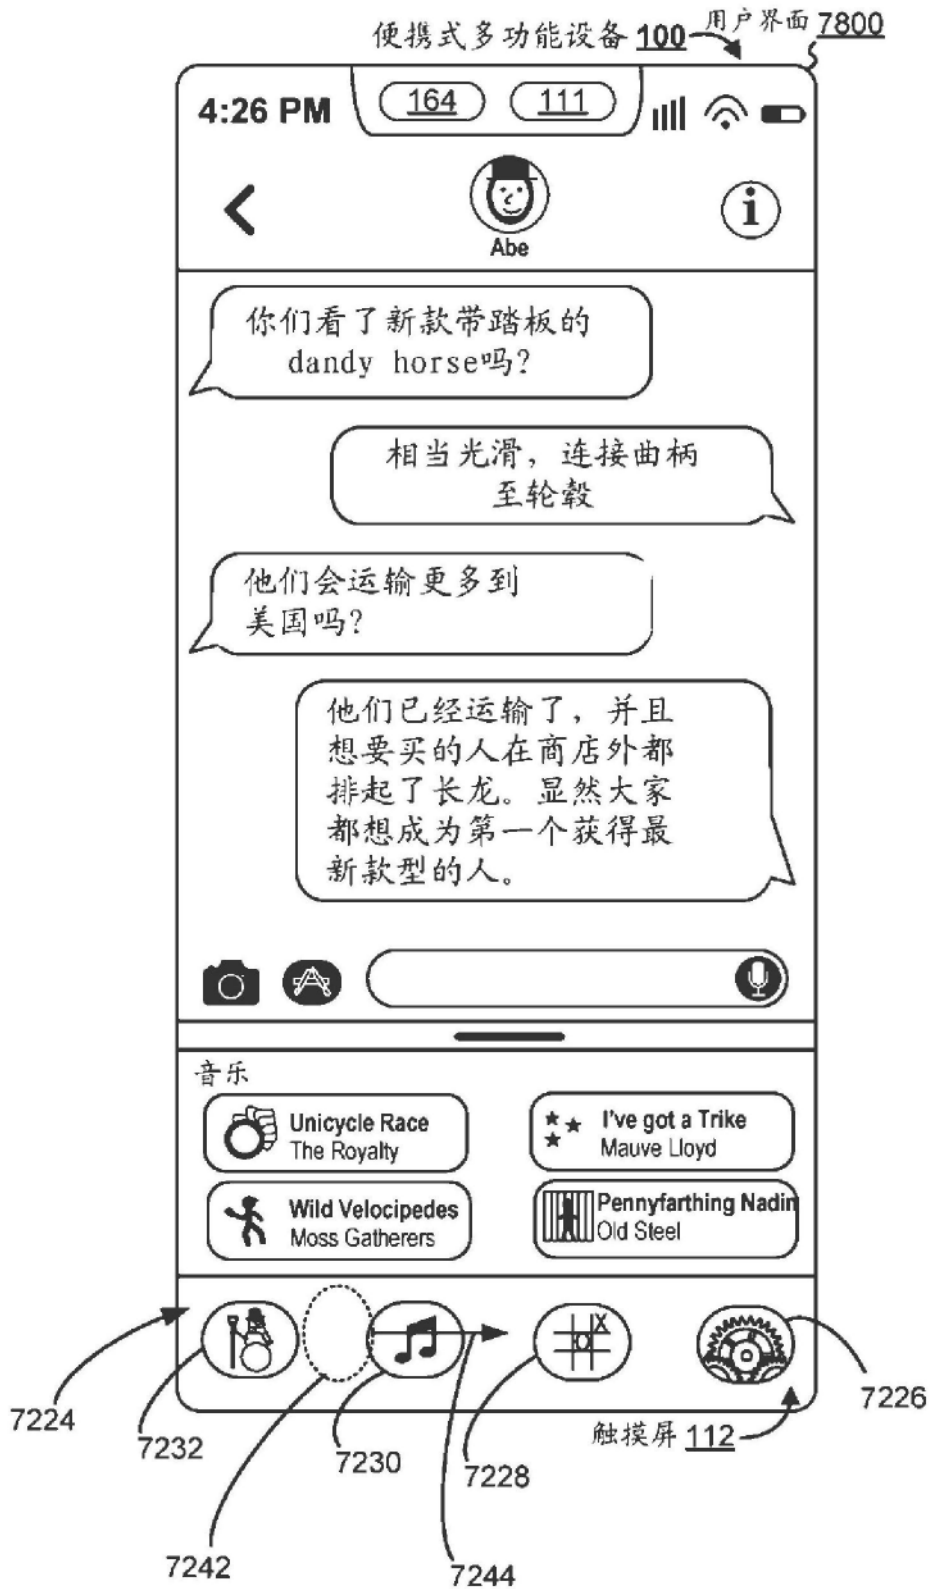 便携式多功能设备 100
用户界面 7800
4:26 PM
164
111
i
Abe
你们看了新款带踏板的
dandy horse吗?
相当光滑，连接曲柄
至轮毂
他们会运输更多到
美国吗?
他们已经运输了，并且
想要买的人在商店外都
排起了长龙。显然大家
都想成为第一个获得最
新款型的人。
音乐
Unicycle Race
The Royalty
I've got a Trike
Mauve Lloyd
Wild Velocipedes
Moss Gatherers
Pennyfarthing Nadin
Old Steel
X
O
7224
7232
7230
7228
7226
触摸屏 112
7242
7244